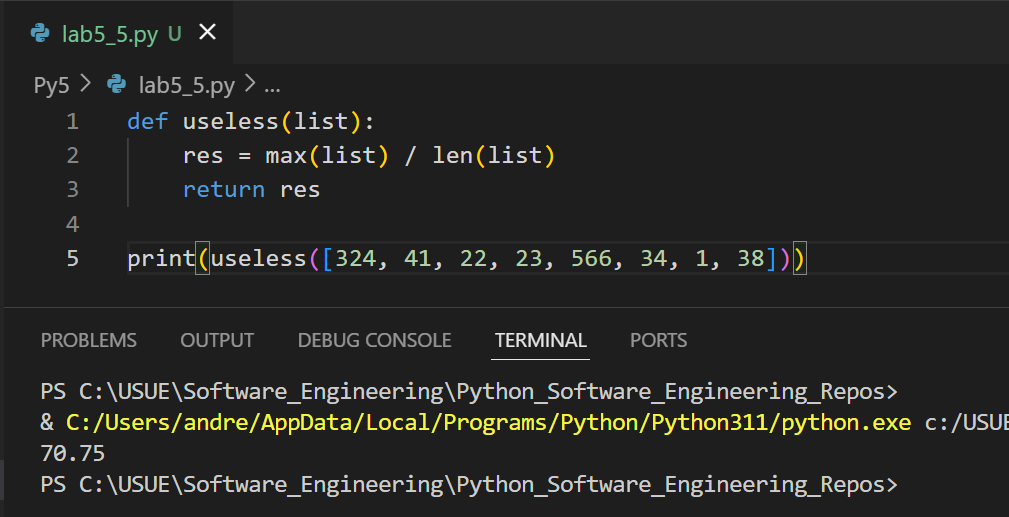 lab5_5.py U ×
Py5 > lab5_5.py > ...
1 def useless(list):
2     res = max(list) / len(list)
3     return res
4
5 print(useless([324, 41, 22, 23, 566, 34, 1, 38]))
PROBLEMS OUTPUT DEBUG CONSOLE TERMINAL PORTS
PS C:\USUE\Software_Engineering\Python_Software_Engineering_Repos>
& C:/Users/andre/AppData/Local/Programs/Python/Python311/python.exe c:/USUE
70.75
PS C:\USUE\Software_Engineering\Python_Software_Engineering_Repos>